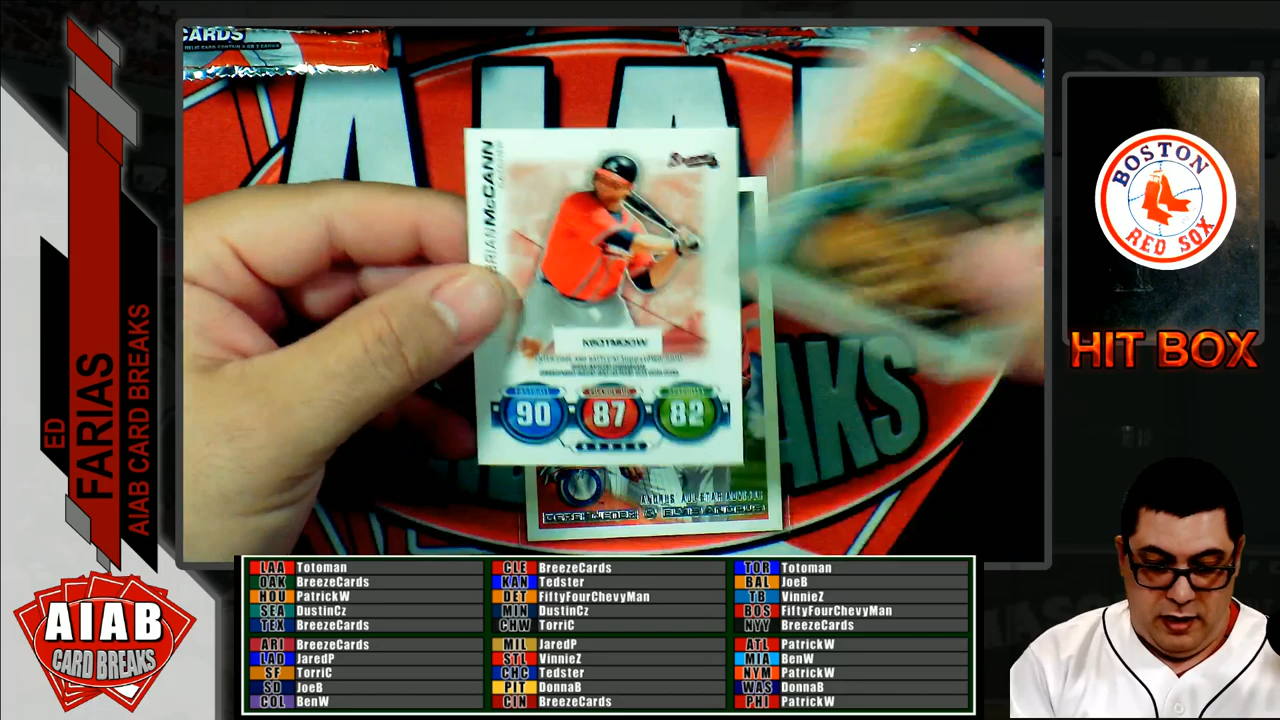 CARDS
AIAB
BREAKS
BRIAN McCANN
Braves
90 87 82
BOSTON
RED SOX
HIT BOX
ED
FARIAS
AIAB CARD BREAKS
AIAB
CARD BREAKS
LAA Totoman
OAK BreezeCards
HOU PatrickW
SEA DustinCz
TEX BreezeCards
ARI BreezeCards
LAD JaredP
SF TorriC
SD JoeB
COL BenW
CLE BreezeCards
KAN Tedster
DET FiftyFourChevyMan
MIN DustinCz
CHW TorriC
MIL JaredP
STL VinnieZ
CHC Tedster
PIT DonnaB
CIN BreezeCards
TOR Totoman
BAL JoeB
TB VinnieZ
BOS FiftyFourChevyMan
NYY BreezeCards
ATL PatrickW
MIA BenW
NYM PatrickW
WAS DonnaB
PHI PatrickW